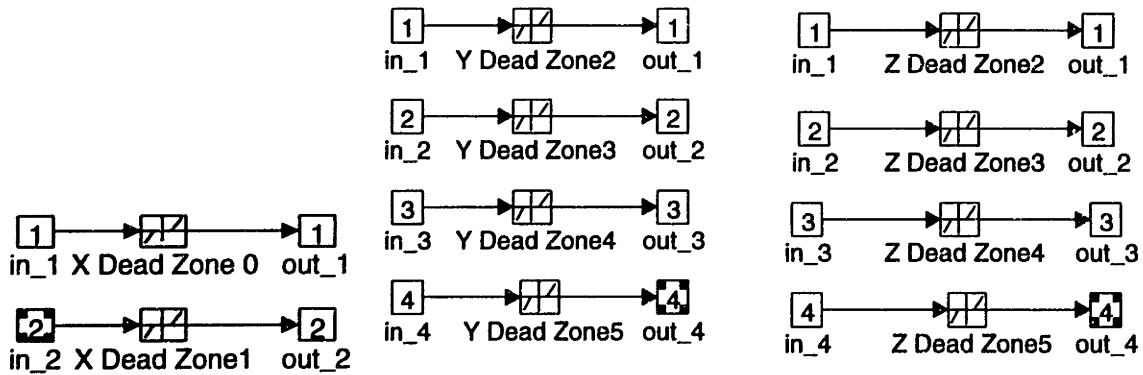 1 1
in_1 X Dead Zone 0 out_1
2 2
in_2 X Dead Zone1 out_2
1 1
in_1 Y Dead Zone2 out_1
2 2
in_2 Y Dead Zone3 out_2
3 3
in_3 Y Dead Zone4 out_3
4 4
in_4 Y Dead Zone5 out_4
1 1
in_1 Z Dead Zone2 out_1
2 2
in_2 Z Dead Zone3 out_2
3 3
in_3 Z Dead Zone4 out_3
4 4
in_4 Z Dead Zone5 out_4